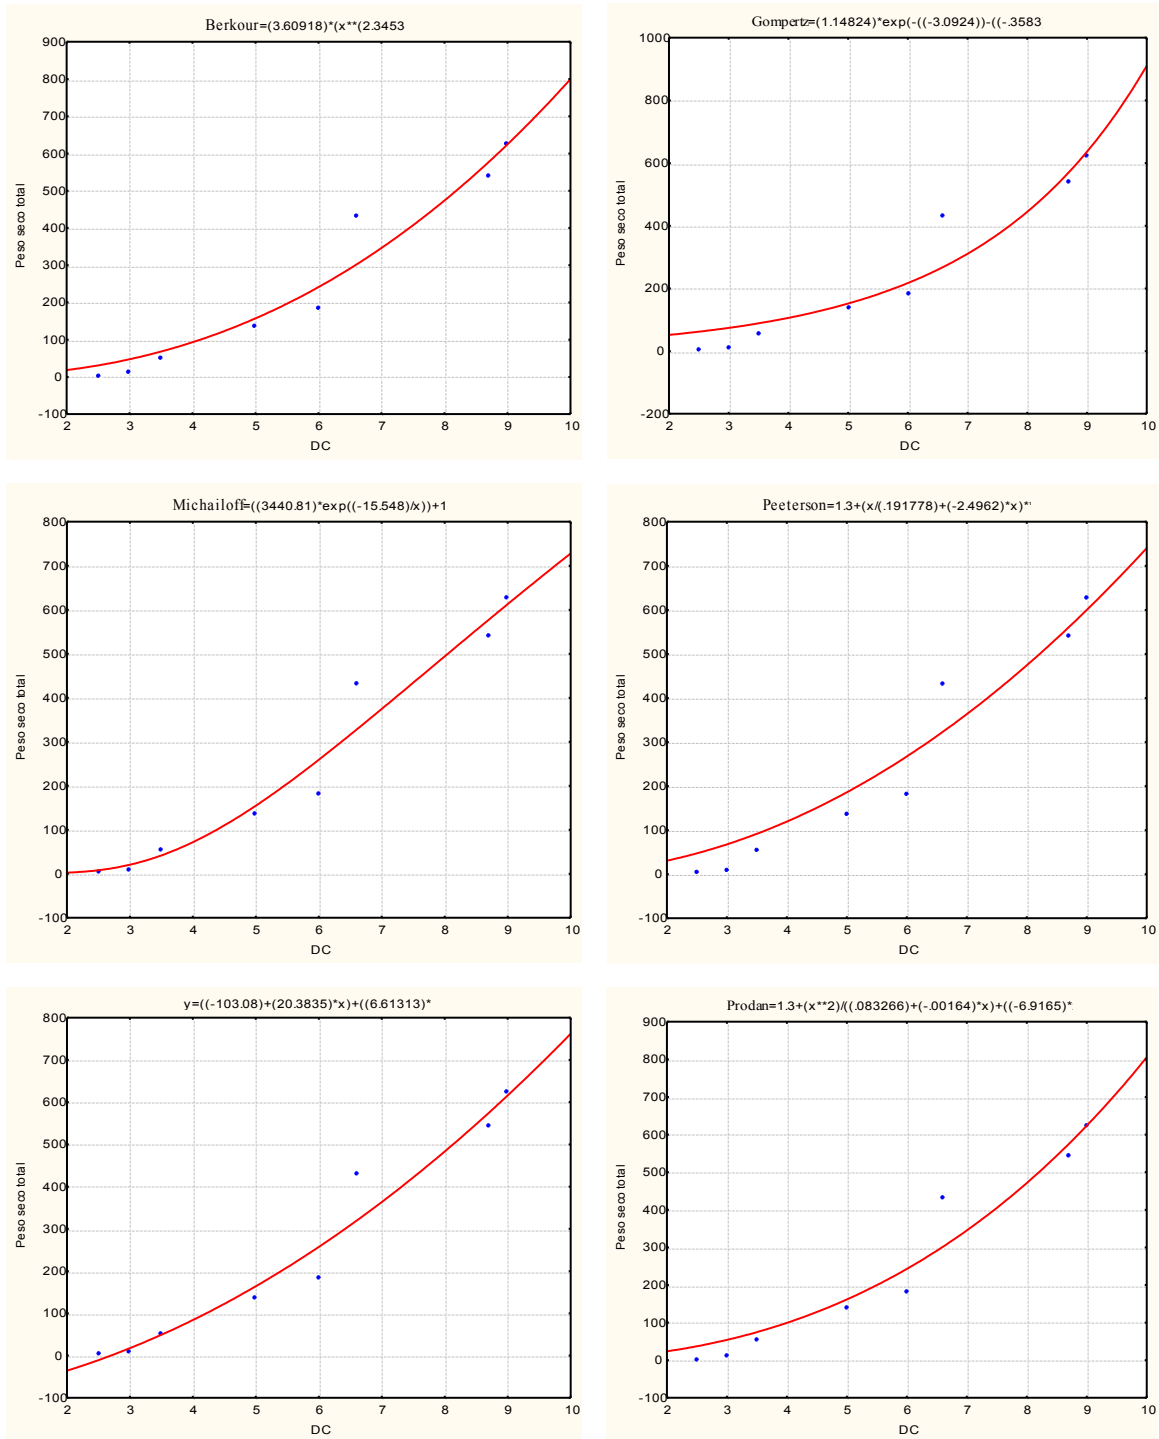 Berkour=(3.60918)*(x**(2.3453
900
800
700
600
500
400
300
200
100
0
-100
Peso seco total
2 3 4 5 6 7 8 9 10
DC
Gompertz=(1.14824)*exp(-((-3.0924))-((-.3583
1000
800
600
400
200
0
-200
Peso seco total
2 3 4 5 6 7 8 9 10
DC
Michailoff=((3440.81)*exp((-15.548)/x))+1
800
700
600
500
400
300
200
100
0
-100
Peso seco total
2 3 4 5 6 7 8 9 10
DC
Peeterson=1.3+(x/(.191778)+(-2.4962)*x)*
800
700
600
500
400
300
200
100
0
-100
Peso seco total
2 3 4 5 6 7 8 9 10
DC
y=((-103.08)+(20.3835)*x)+((6.61313)*
800
700
600
500
400
300
200
100
0
-100
Peso seco total
2 3 4 5 6 7 8 9 10
DC
Prodan=1.3+(x**2)/((.083266)+(-.00164)*x)+((-6.9165)*
900
800
700
600
500
400
300
200
100
0
-100
Peso seco total
2 3 4 5 6 7 8 9 10
DC